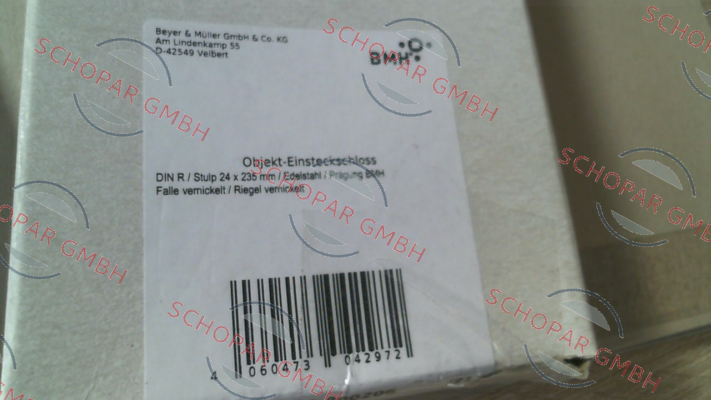 Beyer & Müller GmbH & Co. KG
Am Lindenkamp 55
D-42549 Velbert
BMH
Objekt-Einsteckschloss
DIN R / Stulp 24 x 235 mm / Edelstahl / Prägung BMH
Falle vernickelt / Riegel vernickelt
4 060473 042972
SCHOPAR GMBH
SCHOPAR GMBH
SCHOPAR GMBH
SCHOPAR GMBH
SCHOPAR GMBH
SCHOPAR GMBH
SCHOPAR GMBH
SCHOPAR GMBH